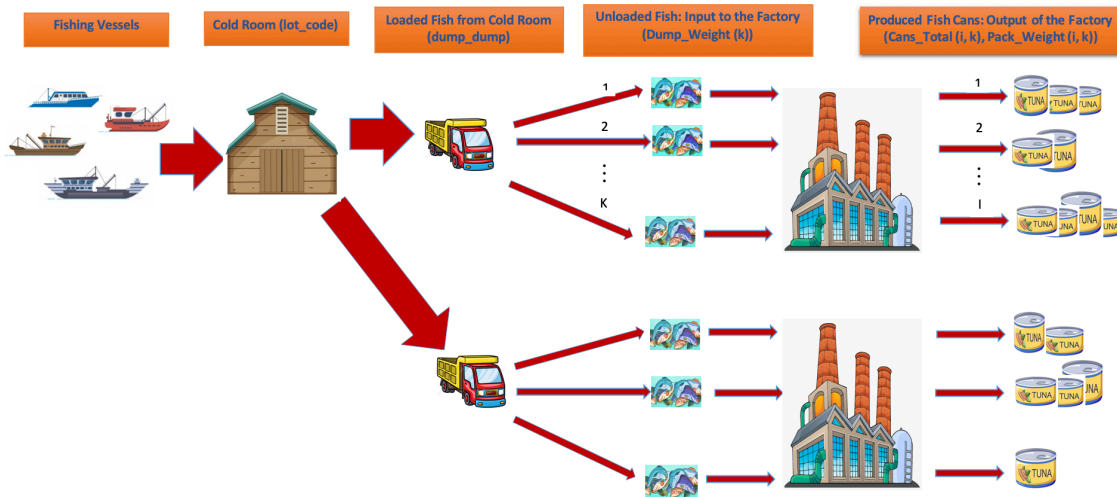 Fishing Vessels
Cold Room (lot_code)
Loaded Fish from Cold Room
(dump_dump)
Unloaded Fish: Input to the Factory
(Dump_Weight (k))
Produced Fish Cans: Output of the Factory
(Cans_Total (i, k), Pack_Weight (i, k))
1
2
K
1
2
I
TUNA
TUNA
TUNA
TUNA
TUNA
TUNA
TUNA
TUNA
TUNA
TUNA
TUNA
TUNA
TUNA
TUNA